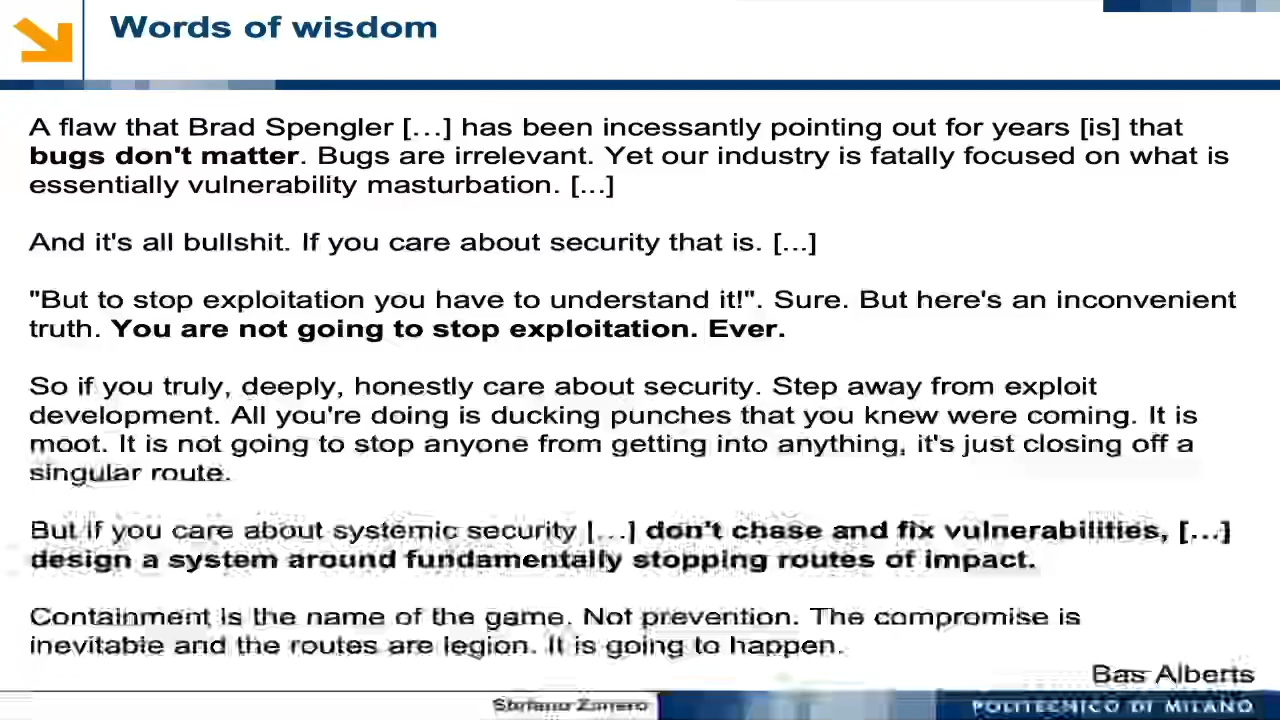 Words of wisdom
A flaw that Brad Spengler [...] has been incessantly pointing out for years [is] that
bugs don't matter. Bugs are irrelevant. Yet our industry is fatally focused on what is
essentially vulnerability masturbation. [...]
And it's all bullshit. If you care about security that is. [...]
"But to stop exploitation you have to understand it!". Sure. But here's an inconvenient
truth. You are not going to stop exploitation. Ever.
So if you truly, deeply, honestly care about security. Step away from exploit
development. All you're doing is ducking punches that you knew were coming. It is
moot. It is not going to stop anyone from getting into anything, it's just closing off a
singular route.
But if you care about systemic security [...] don't chase and fix vulnerabilities, [...]
design a system around fundamentally stopping routes of impact.
Containment is the name of the game. Not prevention. The compromise is
inevitable and the routes are legion. It is going to happen.
Bas Alberts
Stefano Zanero
POLITECNICO DI MILANO